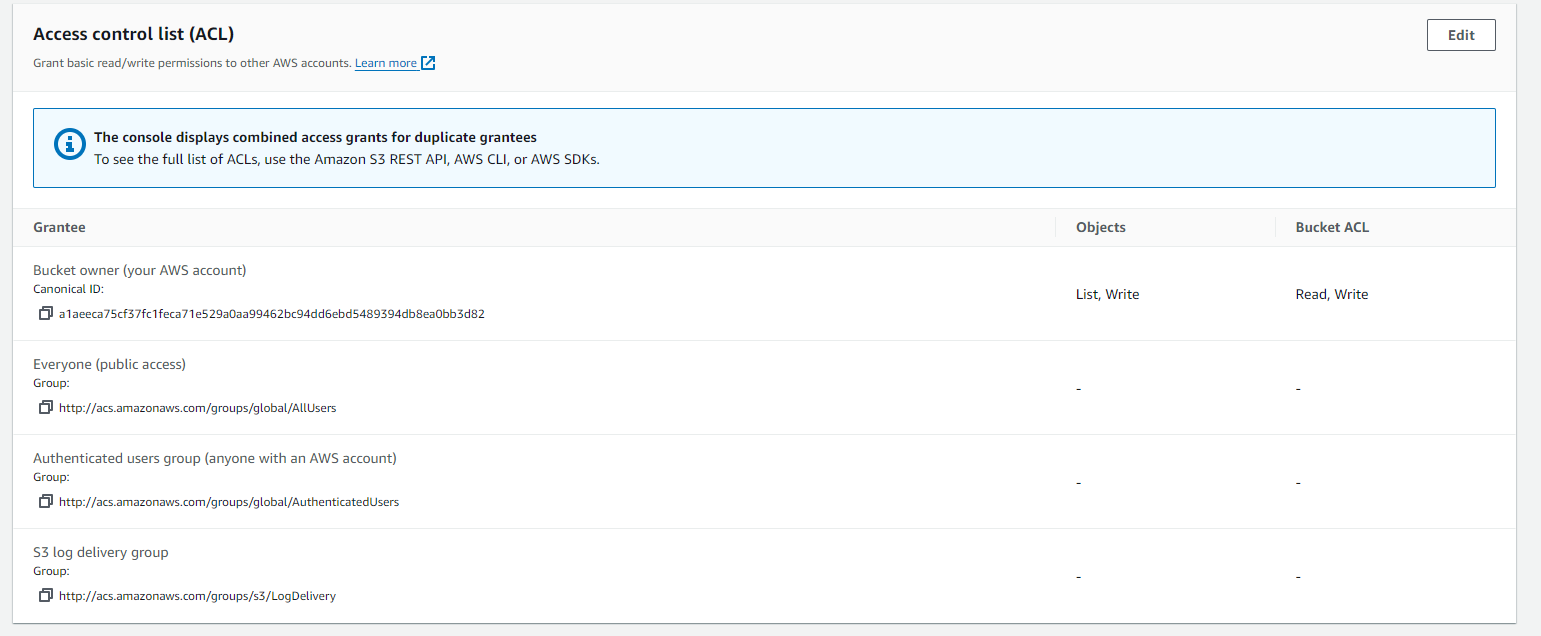 Access control list (ACL)
Edit
Grant basic read/write permissions to other AWS accounts. Learn more
The console displays combined access grants for duplicate grantees
To see the full list of ACLs, use the Amazon S3 REST API, AWS CLI, or AWS SDKs.
Grantee Objects Bucket ACL
Bucket owner (your AWS account)
Canonical ID:
a1aeeca75cf37fc1feca71e529a0aa99462bc94dd6ebd5489394db8ea0bb3d82
List, Write Read, Write
Everyone (public access)
Group:
http://acs.amazonaws.com/groups/global/AllUsers
- -
Authenticated users group (anyone with an AWS account)
Group:
http://acs.amazonaws.com/groups/global/AuthenticatedUsers
- -
S3 log delivery group
Group:
http://acs.amazonaws.com/groups/s3/LogDelivery
- -